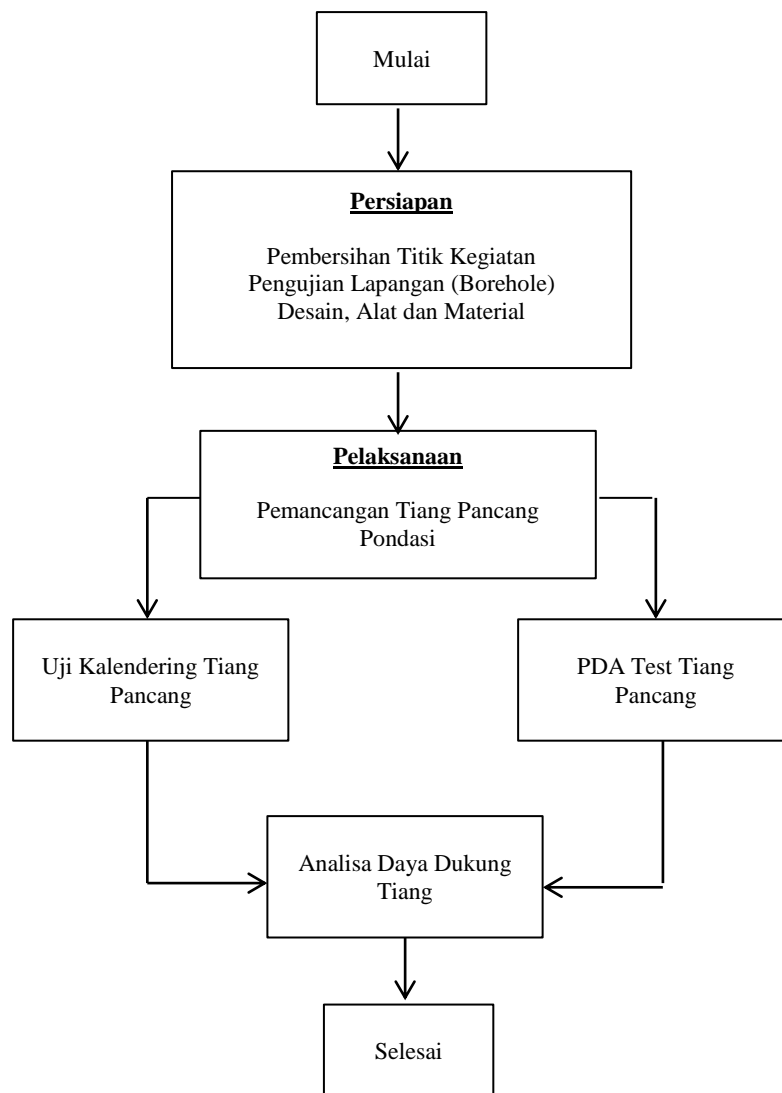 Mulai
Persiapan
Pembersihan Titik Kegiatan
Pengujian Lapangan (Borehole)
Desain, Alat dan Material
Pelaksanaan
Pemancangan Tiang Pancang
Pondasi
Uji Kalendering Tiang
Pancang
PDA Test Tiang
Pancang
Analisa Daya Dukung
Tiang
Selesai